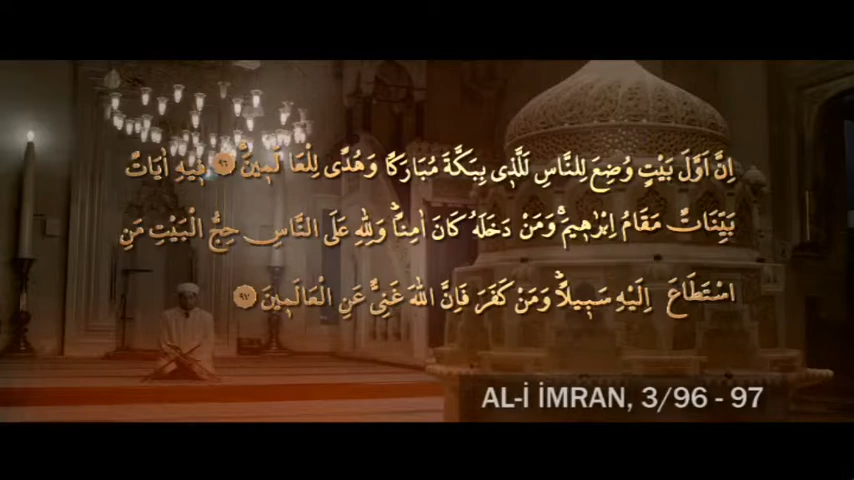 اِنَّ اَوَّلَ بَيْتٍ وُضِعَ لِلنَّاسِ لَلَّذٖى بِبَكَّةَ مُبَارَكًا وَهُدًى لِلْعَالَمٖينَۚ ﴿٩٦﴾ فٖيهِ اٰيَاتٌ
بَيِّنَاتٌ مَقَامُ اِبْرٰهٖيمَۚ وَمَنْ دَخَلَهُ كَانَ اٰمِنًاؕ وَلِلّٰهِ عَلَى النَّاسِ حِجُّ الْبَيْتِ مَنِ
اسْتَطَاعَ اِلَيْهِ سَبٖيلًاؕ وَمَنْ كَفَرَ فَاِنَّ اللّٰهَ غَنِىٌّ عَنِ الْعَالَمٖينَ ﴿٩٧﴾
AL-İ İMRAN, 3/96 - 97